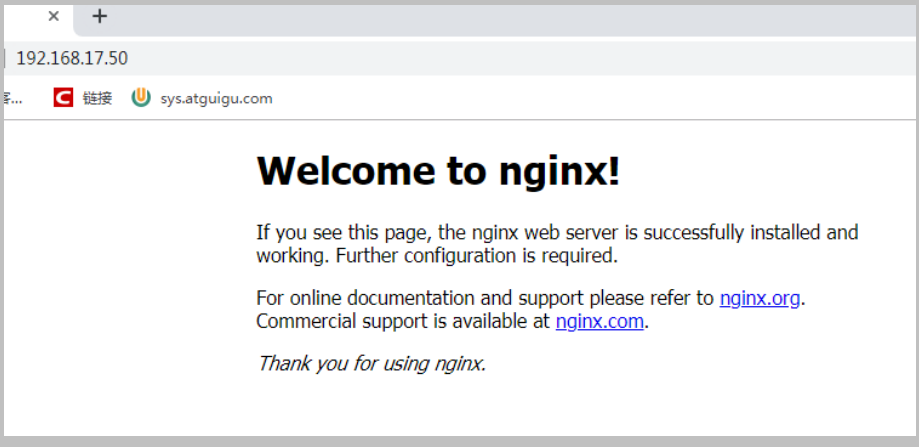 192.168.17.50
链接 sys.atguigu.com
Welcome to nginx!
If you see this page, the nginx web server is successfully installed and
working. Further configuration is required.
For online documentation and support please refer to nginx.org.
Commercial support is available at nginx.com.
Thank you for using nginx.